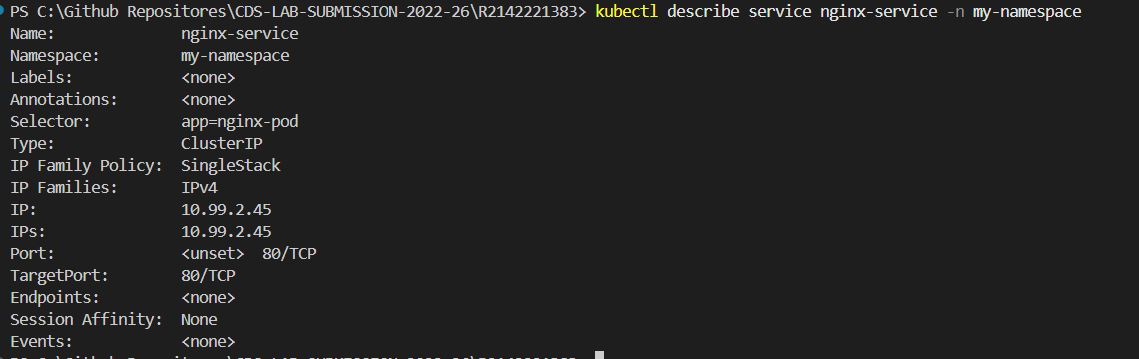 PS C:\Github Repositores\CDS-LAB-SUBMISSION-2022-26\R2142221383> kubectl describe service nginx-service -n my-namespace
Name:              nginx-service
Namespace:         my-namespace
Labels:            <none>
Annotations:       <none>
Selector:          app=nginx-pod
Type:              ClusterIP
IP Family Policy:  SingleStack
IP Families:       IPv4
IP:                10.99.2.45
IPs:               10.99.2.45
Port:              <unset>  80/TCP
TargetPort:        80/TCP
Endpoints:         <none>
Session Affinity:  None
Events:            <none>